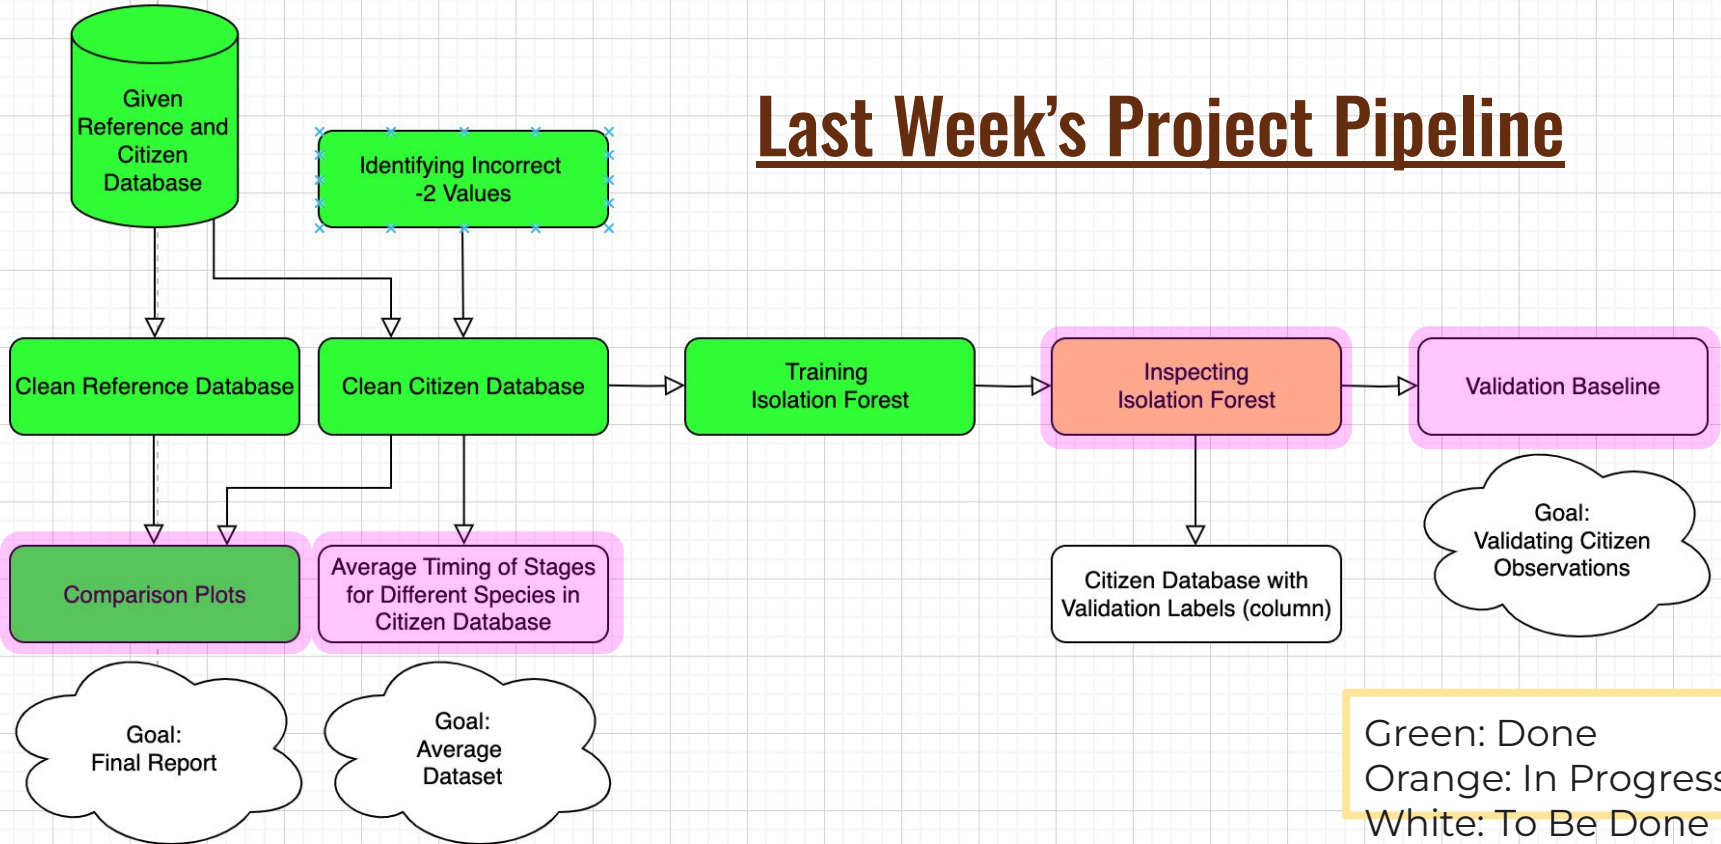 Last Week’s Project Pipeline
Given
Reference and
Citizen
Database
Identifying Incorrect
-2 Values
Clean Reference Database
Clean Citizen Database
Training
Isolation Forest
Inspecting
Isolation Forest
Validation Baseline
Comparison Plots
Average Timing of Stages
for Different Species in
Citizen Database
Citizen Database with
Validation Labels (column)
Goal:
Validating Citizen
Observations
Goal:
Final Report
Goal:
Average
Dataset
Green: Done
Orange: In Progress
White: To Be Done